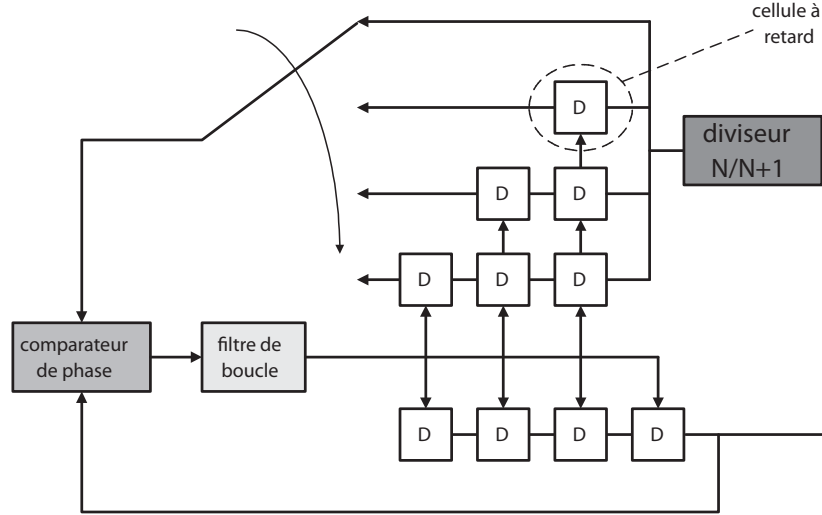 cellule à
retard
D
diviseur
N/N+1
D
D
D
D
D
comparateur
de phase
filtre de
boucle
D
D
D
D